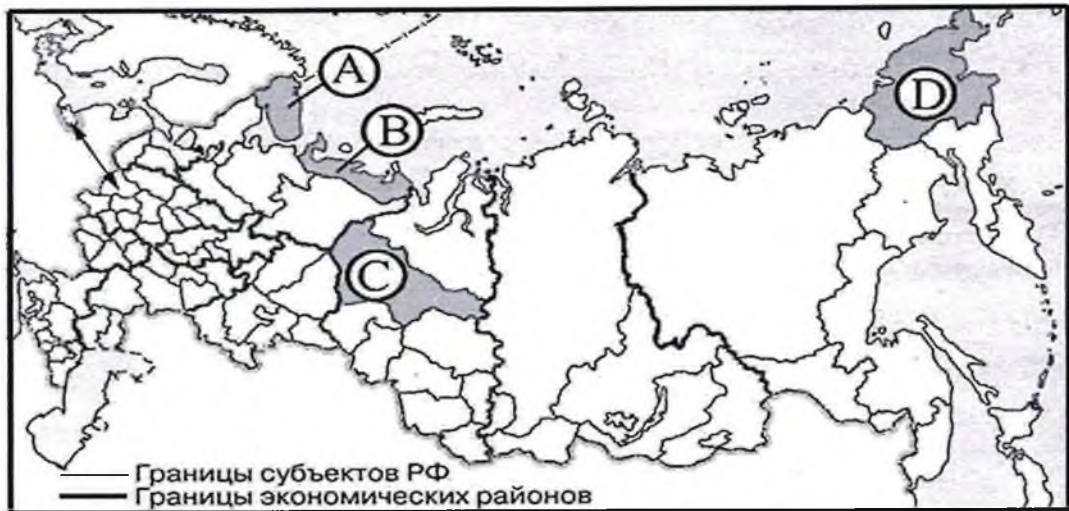 A
B
C
D
Границы субъектов РФ
Границы экономических районов